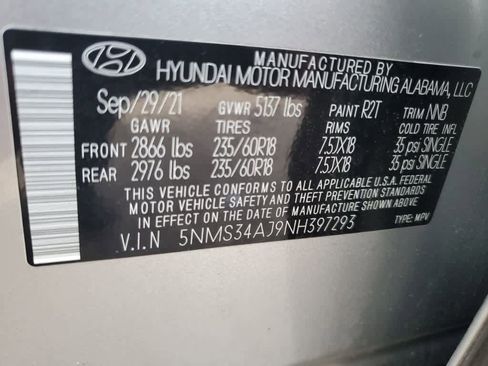 MANUFACTURED BY
HYUNDAI MOTOR MANUFACTURING ALABAMA, LLC
Sep/29/21 GVWR 5137 lbs PAINT R2T TRIM NNB
GAWR TIRES RIMS COLD TIRE INFL
FRONT 2866 lbs 235/60R18 7.5JX18 35 psi SINGLE
REAR 2976 lbs 235/60R18 7.5JX18 35 psi SINGLE
THIS VEHICLE CONFORMS TO ALL APPLICABLE U.S.A. FEDERAL
MOTOR VEHICLE SAFETY AND THEFT PREVENTION STANDARDS
IN EFFECT ON THE DATE OF MANUFACTURE SHOWN ABOVE.
V.I.N 5NMS34AJ9NH397293 TYPE: MPV